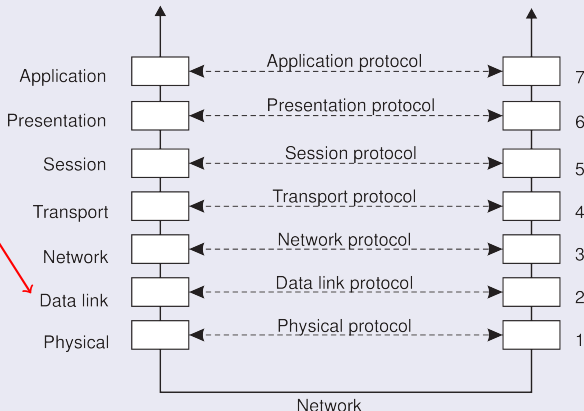 Application Application protocol 7
Presentation Presentation protocol 6
Session Session protocol 5
Transport Transport protocol 4
Network Network protocol 3
Data link Data link protocol 2
Physical Physical protocol 1
Network